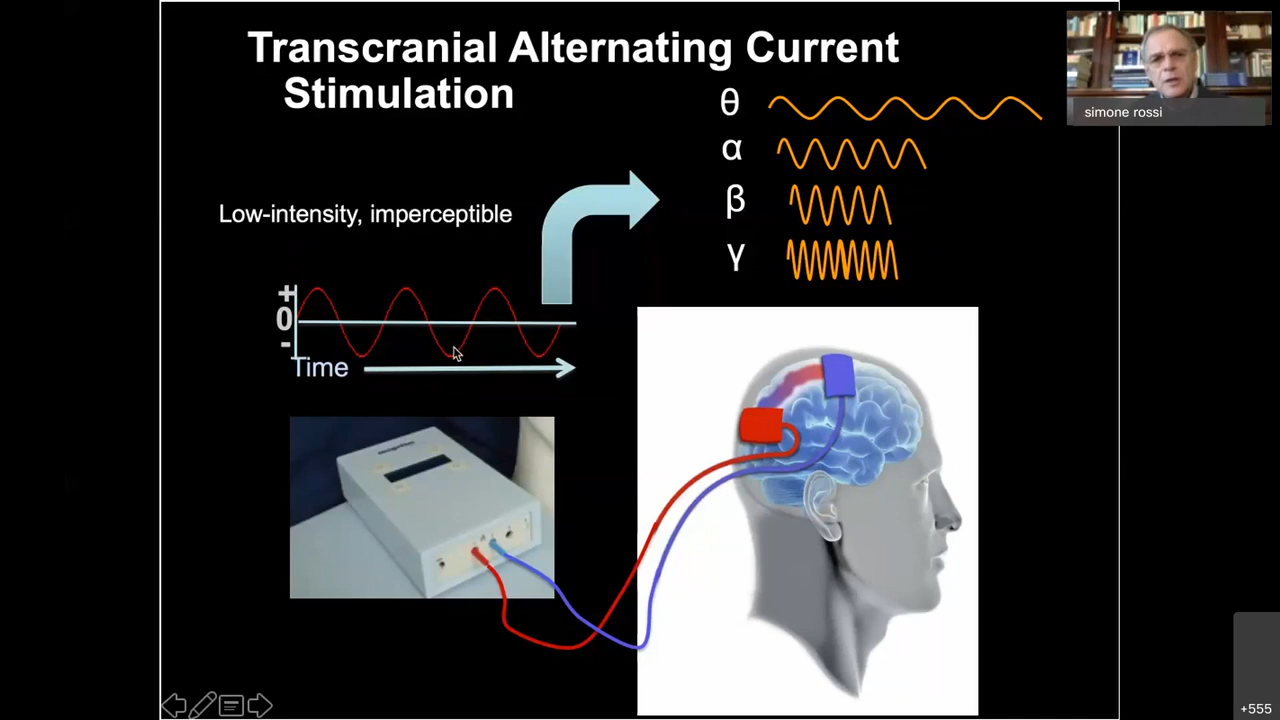 Transcranial Alternating Current
Stimulation
simone rossi
θ
α
β
γ
Low-intensity, imperceptible
+
0
-
Time
+555